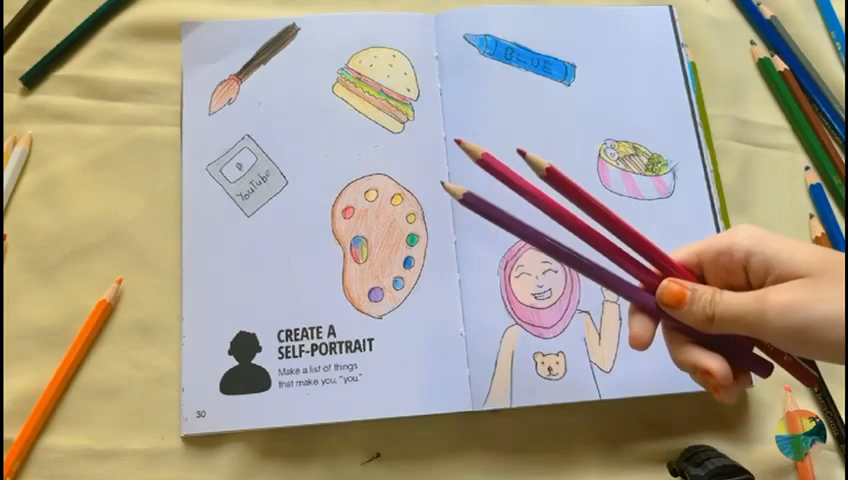 BLUE
YouTube
CREATE A
SELF-PORTRAIT
Make a list of things
that make you, "you."
30